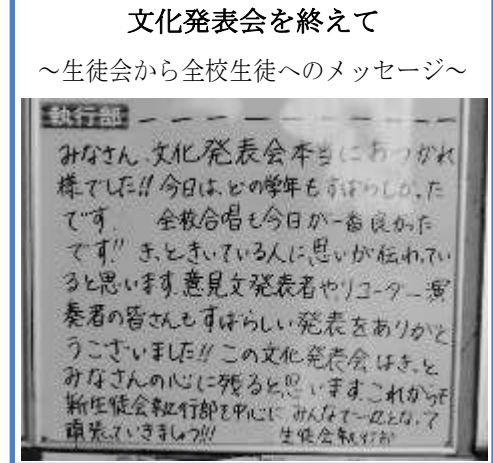 文化発表会を終えて
~生徒会から全校生徒へのメッセージ~
執行部
みなさん、文化発表会本当におつかれ
様でした!!今日は、どの学年もすばらしかった
です。 全校合唱も今日が一番良かった
です!!きっときいている人に思いが伝わってい
ると思います。意見文発表者やリコーダー演
奏者の皆さんもすばらしい発表をありがと
うございました!!この文化発表会はきっと
みなさんの心に残ると思います。これからも
新生徒会執行部を中心にみんなで一丸となって
頑張っていきましょう!!!
生徒会執行部